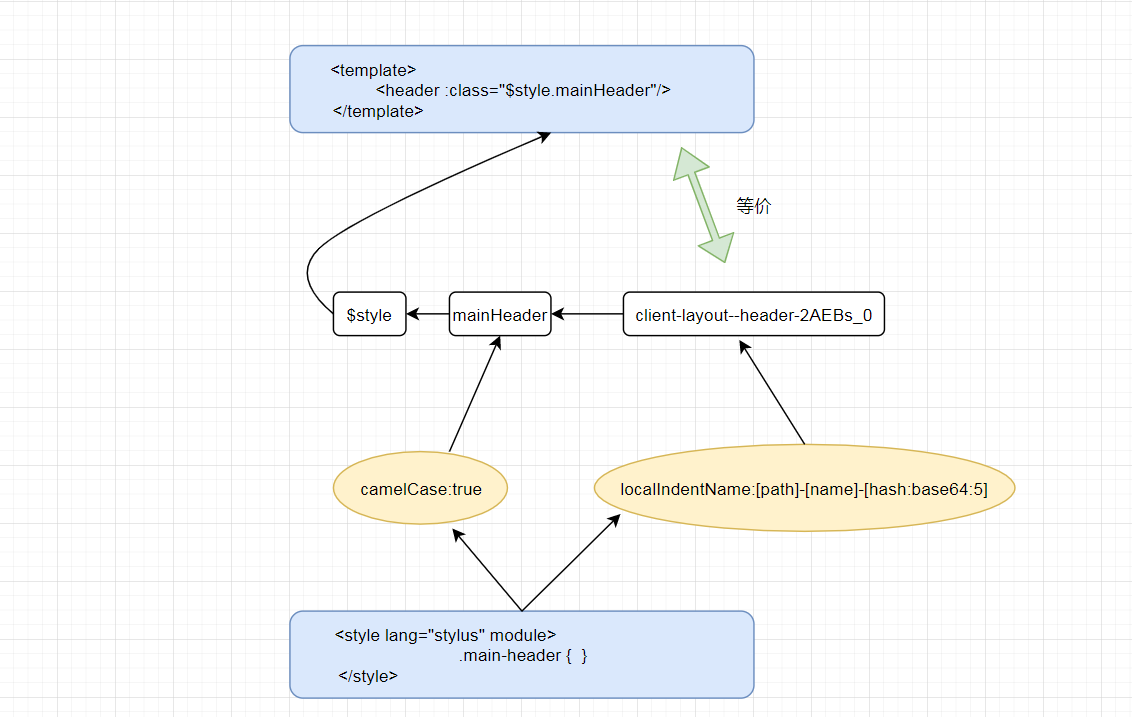 <template>
<header :class="$style.mainHeader"/>
</template>
等价
$style
mainHeader
client-layout--header-2AEBs_0
camelCase:true
localIndentName:[path]-[name]-[hash:base64:5]
<style lang="stylus" module>
.main-header {  }
</style>